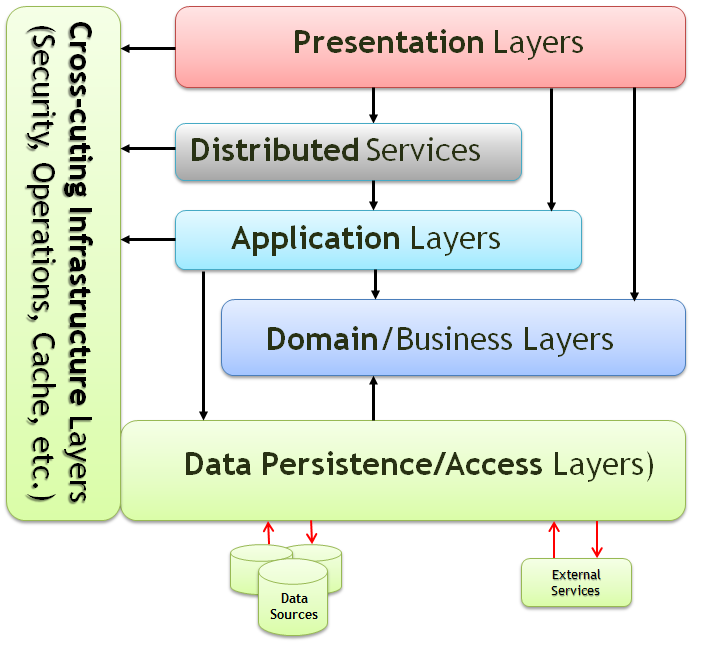 Presentation Layers
Distributed Services
Application Layers
Domain/Business Layers
Data Persistence/Access Layers)
Cross-cuting Infrastructure Layers
(Security, Operations, Cache, etc.)
Data
Sources
External
Services